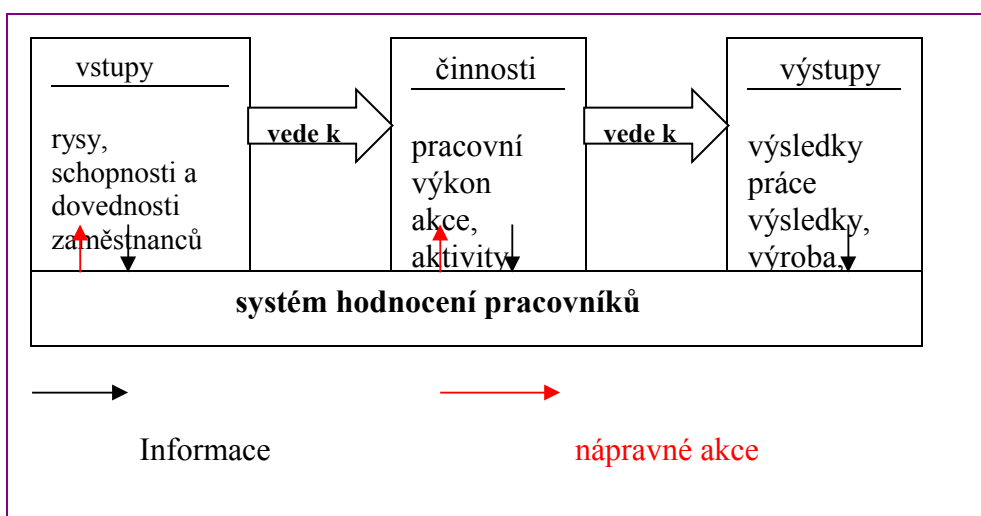 vstupy
rysy,
schopnosti a
dovednosti
zaměstnanců
vede k
činnosti
pracovní
výkon
akce,
aktivity
vede k
výstupy
výsledky
práce
výsledky,
výroba,
systém hodnocení pracovníků
Informace
nápravné akce